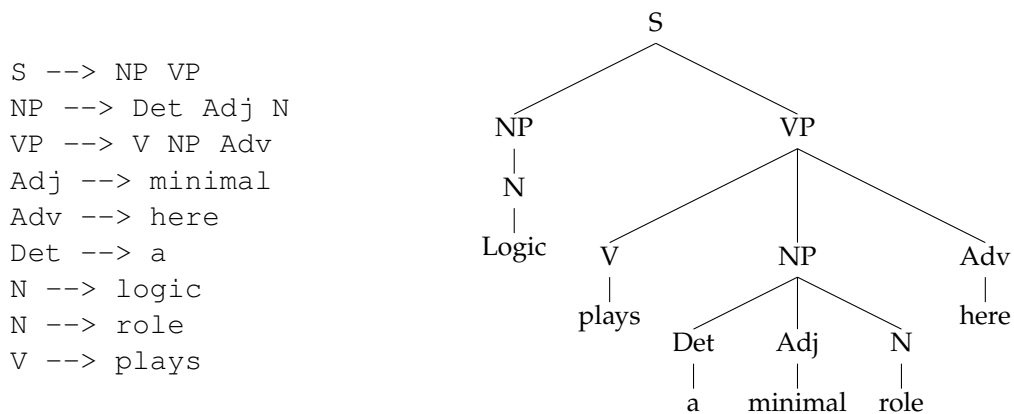 S --> NP VP
NP --> Det Adj N
VP --> V NP Adv
Adj --> minimal
Adv --> here
Det --> a
N --> logic
N --> role
V --> plays
S
NP VP
N
Logic V NP Adv
plays here
Det Adj N
a minimal role